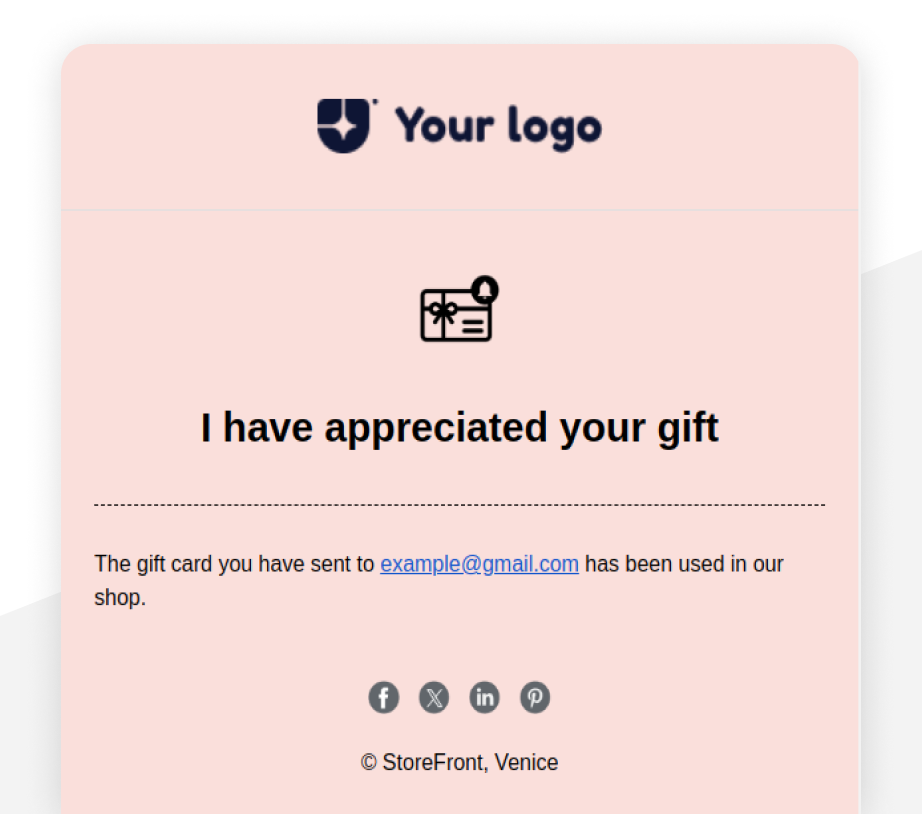 Your logo
I have appreciated your gift
The gift card you have sent to example@gmail.com has been used in our
shop.
© StoreFront, Venice